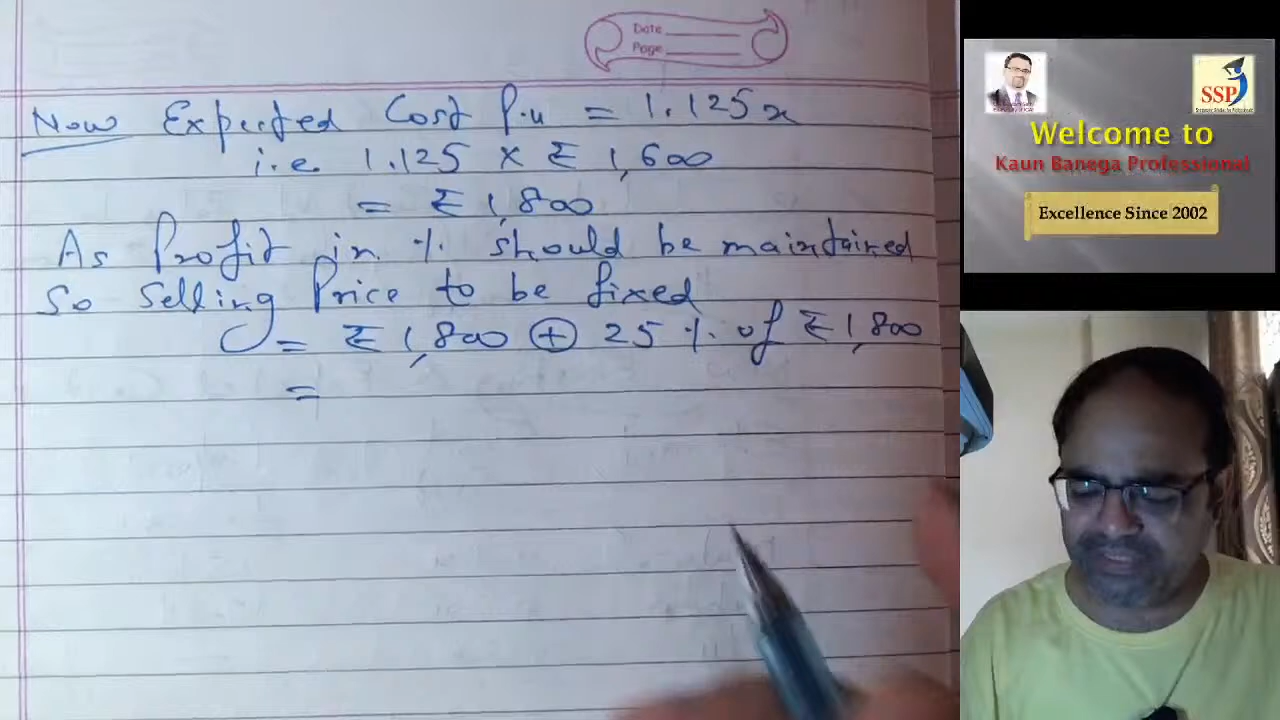 Date
Page
Now Expected Cost P.u = 1.125x
i.e. 1.125 × ₹ 1,600
= ₹ 1,800
As Profit in % should be maintained
So Selling Price to be fixed
= ₹ 1,800 ⊕ 25 % of ₹ 1,800
=
SSP
Welcome to
Kaun Banega Professional
Excellence Since 2002